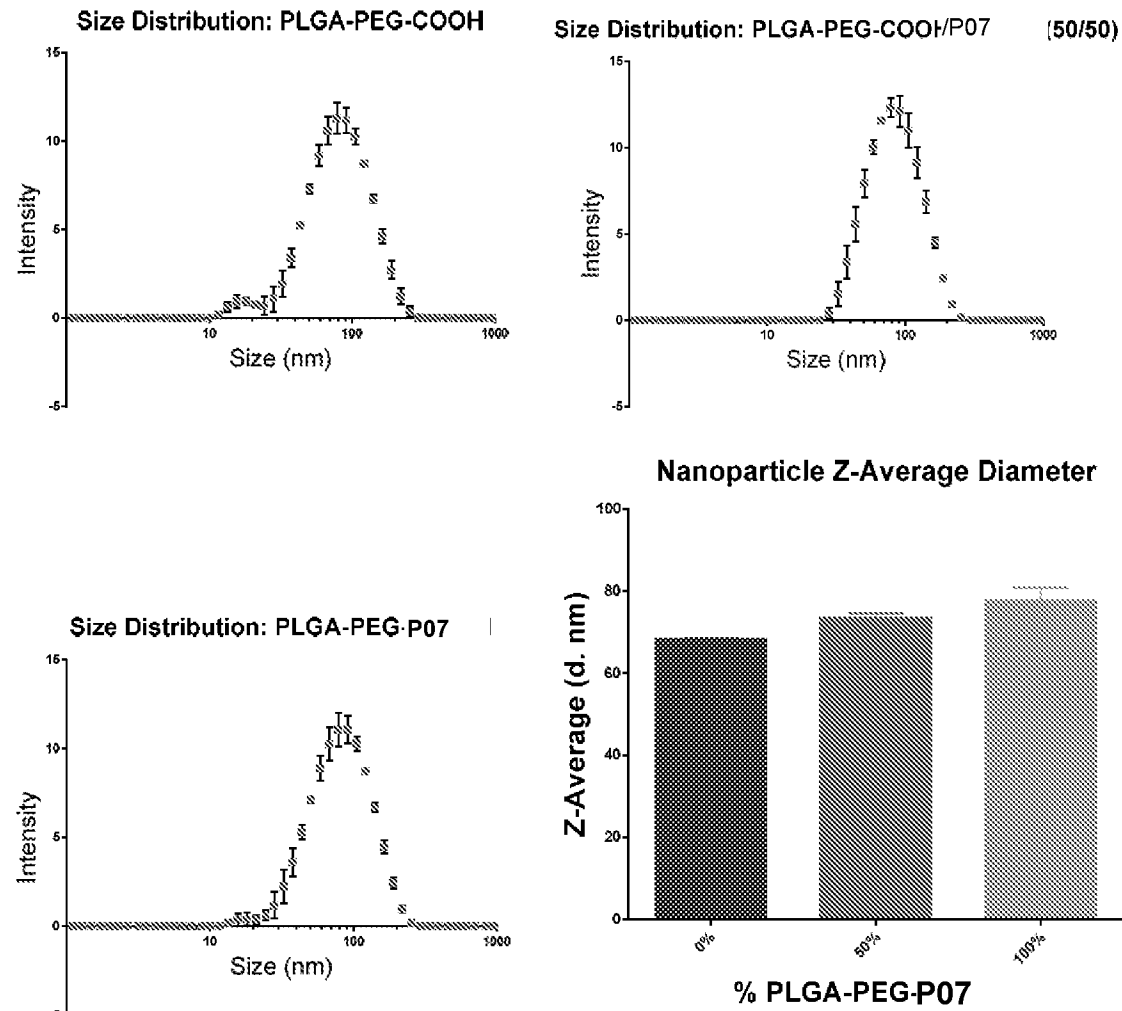 Size Distribution: PLGA-PEG-COOH
15
10
5
0
-5
Intensity
10
100
1000
Size (nm)
Size Distribution: PLGA-PEG-COOH/P07 (50/50)
15
10
5
0
-5
Intensity
10
100
1000
Size (nm)
Size Distribution: PLGA-PEG-P07
15
10
5
0
Intensity
10
100
1000
Size (nm)
Nanoparticle Z-Average Diameter
100
80
60
40
20
0
Z-Average (d. nm)
0%
50%
100%
% PLGA-PEG-P07